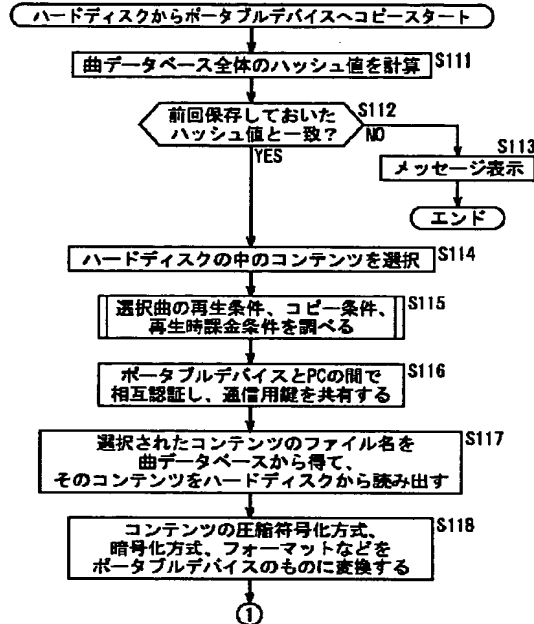 ハードディスクからポータブルデバイスへコピースタート
曲データベース全体のハッシュ値を計算
S111
前回保存しておいた
ハッシュ値と一致?
S112
NO
YES
S113
メッセージ表示
エンド
ハードディスクの中のコンテンツを選択
S114
選択曲の再生条件、コピー条件、
再生時課金条件を調べる
S115
ポータブルデバイスとPCの間で
相互認証し、通信用鍵を共有する
S116
選択されたコンテンツのファイル名を
曲データベースから得て、
そのコンテンツをハードディスクから読み出す
S117
コンテンツの圧縮符号化方式、
暗号化方式、フォーマットなどを
ポータブルデバイスのものに変換する
S118
1